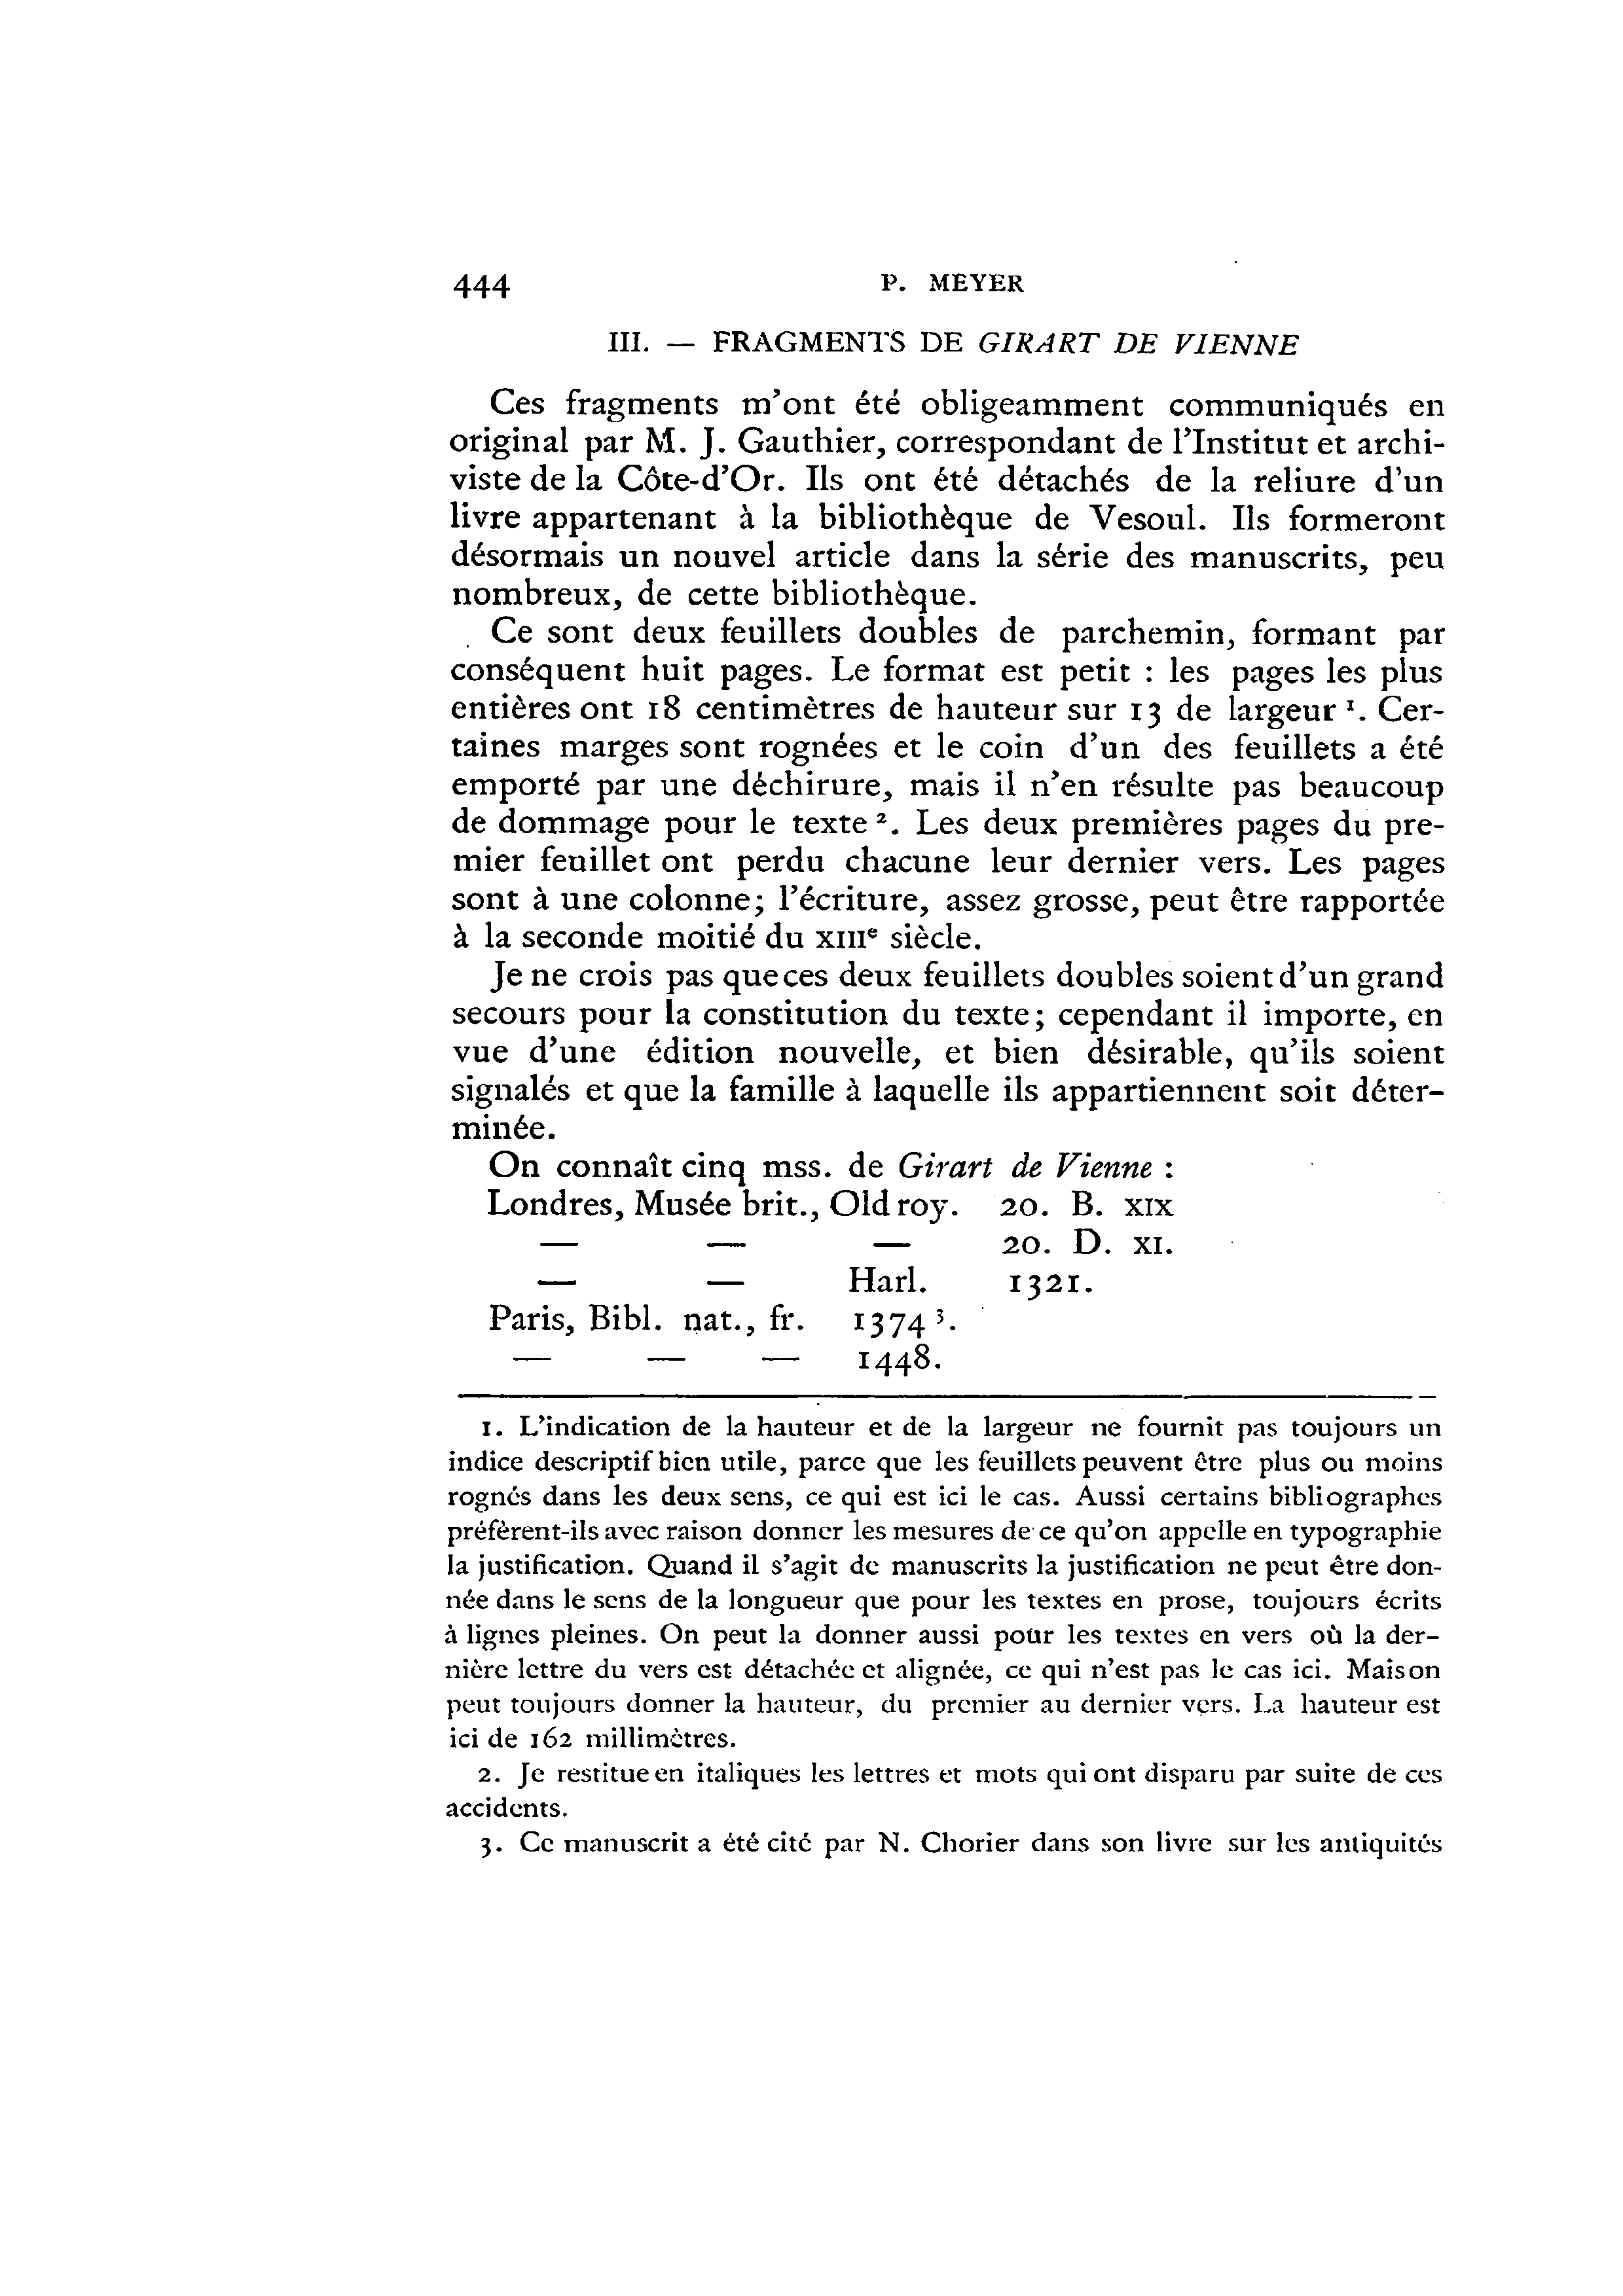 444 P. MEYER
III. — FRAGMENTS DE GIRART DE VIENNE
Ces fragments m'ont été obligeamment communiqués en
original par M. J. Gauthier, correspondant de l'Institut et archi-
viste de la Côte-d'Or. Ils ont été détachés de la reliure d'un
livre appartenant à la bibliothèque de Vesoul. Ils formeront
désormais un nouvel article dans la série des manuscrits, peu
nombreux, de cette bibliothèque.
Ce sont deux feuillets doubles de parchemin, formant par
conséquent huit pages. Le format est petit : les pages les plus
entières ont 18 centimètres de hauteur sur 13 de largeur ¹. Cer-
taines marges sont rognées et le coin d'un des feuillets a été
emporté par une déchirure, mais il n'en résulte pas beaucoup
de dommage pour le texte ². Les deux premières pages du pre-
mier feuillet ont perdu chacune leur dernier vers. Les pages
sont à une colonne; l'écriture, assez grosse, peut être rapportée
à la seconde moitié du XIIIe siècle.
Je ne crois pas que ces deux feuillets doubles soient d'un grand
secours pour la constitution du texte; cependant il importe, en
vue d'une édition nouvelle, et bien désirable, qu'ils soient
signalés et que la famille à laquelle ils appartiennent soit déter-
minée.
On connaît cinq mss. de Girart de Vienne :
Londres, Musée brit., Old roy. 20. B. XIX
— — — 20. D. XI.
— — Harl. 1321.
Paris, Bibl. nat., fr. 1374 ³.
— — — 1448.
1. L'indication de la hauteur et de la largeur ne fournit pas toujours un
indice descriptif bien utile, parce que les feuillets peuvent être plus ou moins
rognés dans les deux sens, ce qui est ici le cas. Aussi certains bibliographes
préfèrent-ils avec raison donner les mesures de ce qu'on appelle en typographie
la justification. Quand il s'agit de manuscrits la justification ne peut être don-
née dans le sens de la longueur que pour les textes en prose, toujours écrits
à lignes pleines. On peut la donner aussi pour les textes en vers où la der-
nière lettre du vers est détachée et alignée, ce qui n'est pas le cas ici. Mais on
peut toujours donner la hauteur, du premier au dernier vers. La hauteur est
ici de 162 millimètres.
2. Je restitue en italiques les lettres et mots qui ont disparu par suite de ces
accidents.
3. Ce manuscrit a été cité par N. Chorier dans son livre sur les antiquités